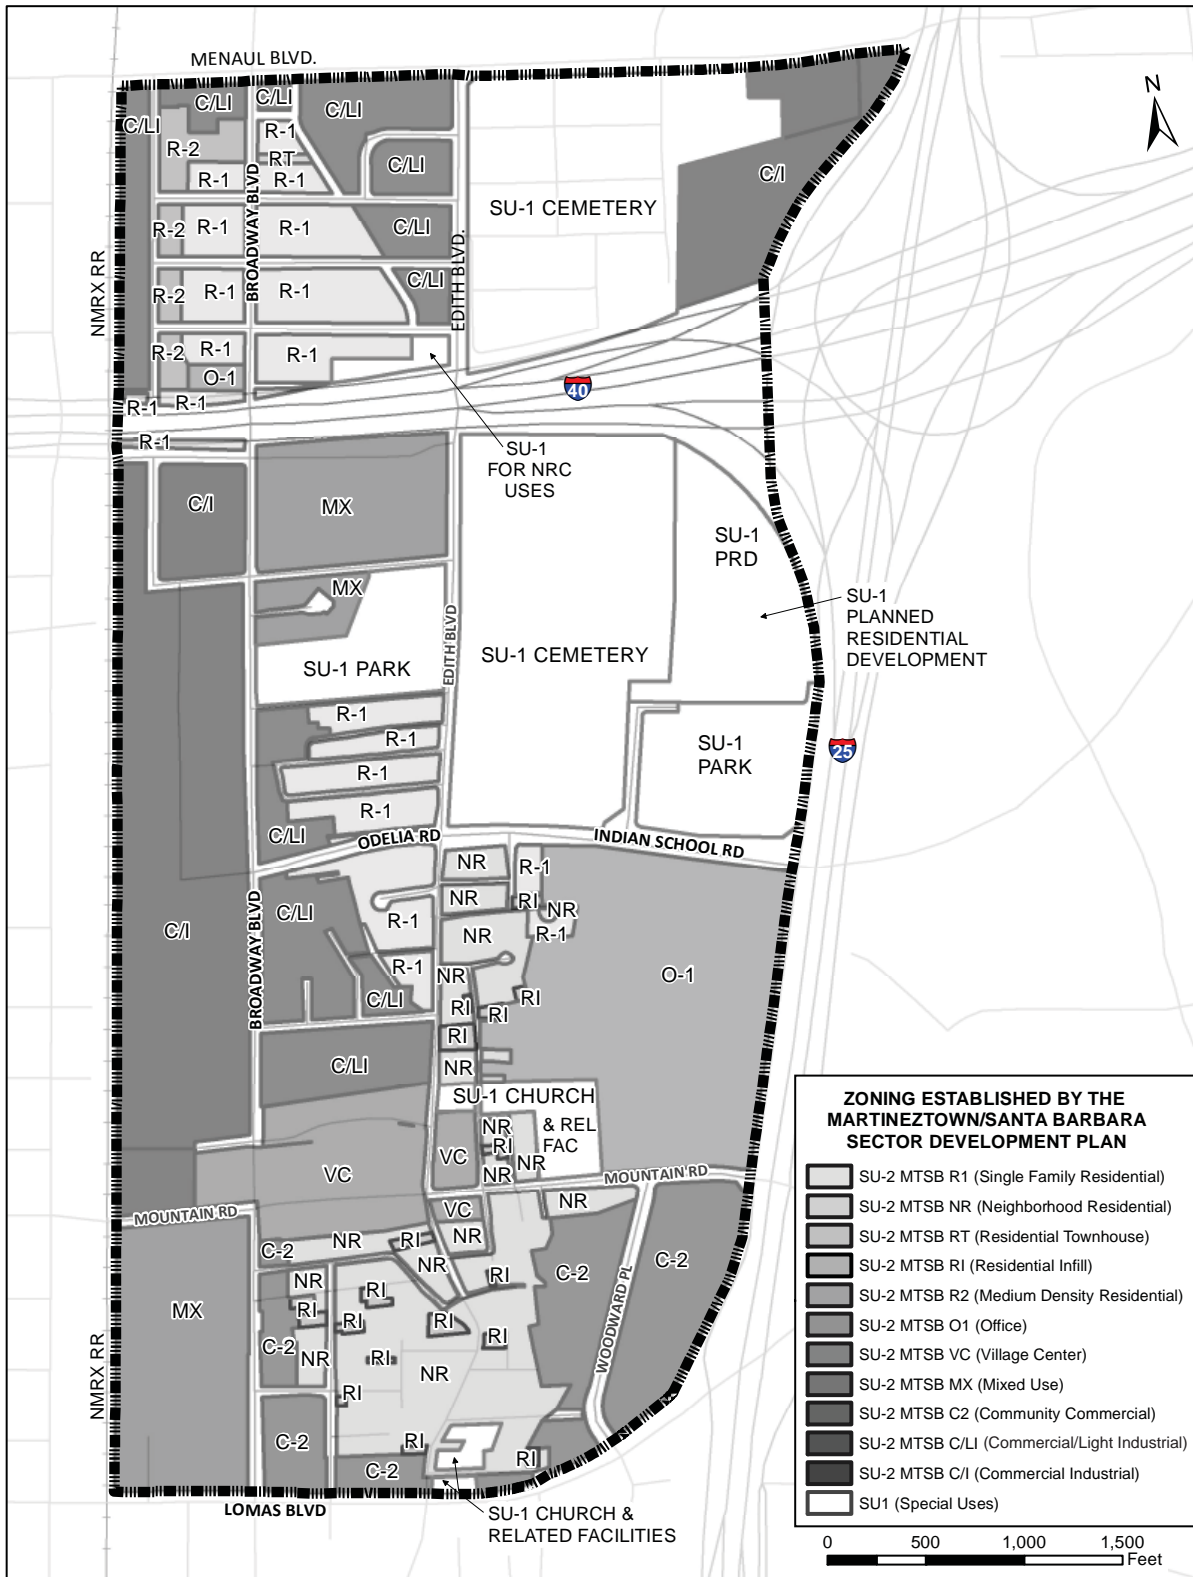 MENAUL BLVD.
N
C/LI
C/LI
C/LI
C/LI
R-1
R-2
RT
C/LI
R-1
R-1
C/I
BROADWAY BLVD
SU-1 CEMETERY
R-2
R-1
R-1
C/LI
EDITH BLVD.
NMRX RR
C/LI
R-2
R-1
R-1
R-2
R-1
R-1
O-1
40
R-1
R-1
R-1
SU-1
FOR NRC
USES
C/I
MX
SU-1
PRD
MX
SU-1
PLANNED
RESIDENTIAL
DEVELOPMENT
EDITH BLVD
SU-1 PARK
SU-1 CEMETERY
R-1
R-1
SU-1
PARK
25
R-1
R-1
C/LI
ODELIA RD
INDIAN SCHOOL RD
NR
R-1
NR
RI
NR
C/LI
R-1
R-1
C/I
NR
BROADWAY BLVD
R-1
NR
O-1
C/LI
RI
RI
RI
RI
C/LI
NR
SU-1 CHURCH
& REL
FAC
NR
RI
NR
NR
VC
VC
MOUNTAIN RD
NR
VC
MOUNTAIN RD
NR
RI
NR
C-2
NR
C-2
C-2
NR
RI
RI
RI
RI
RI
RI
WOODWARD PL
MX
C-2
NR
RI
NR
RI
NMRX RR
C-2
RI
RI
C-2
LOMAS BLVD
SU-1 CHURCH &
RELATED FACILITIES
ZONING ESTABLISHED BY THE
MARTINEZTOWN/SANTA BARBARA
SECTOR DEVELOPMENT PLAN
SU-2 MTSB R1 (Single Family Residential)
SU-2 MTSB NR (Neighborhood Residential)
SU-2 MTSB RT (Residential Townhouse)
SU-2 MTSB RI (Residential Infill)
SU-2 MTSB R2 (Medium Density Residential)
SU-2 MTSB O1 (Office)
SU-2 MTSB VC (Village Center)
SU-2 MTSB MX (Mixed Use)
SU-2 MTSB C2 (Community Commercial)
SU-2 MTSB C/LI (Commercial/Light Industrial)
SU-2 MTSB C/I (Commercial Industrial)
SU1 (Special Uses)
0 500 1,000 1,500
Feet